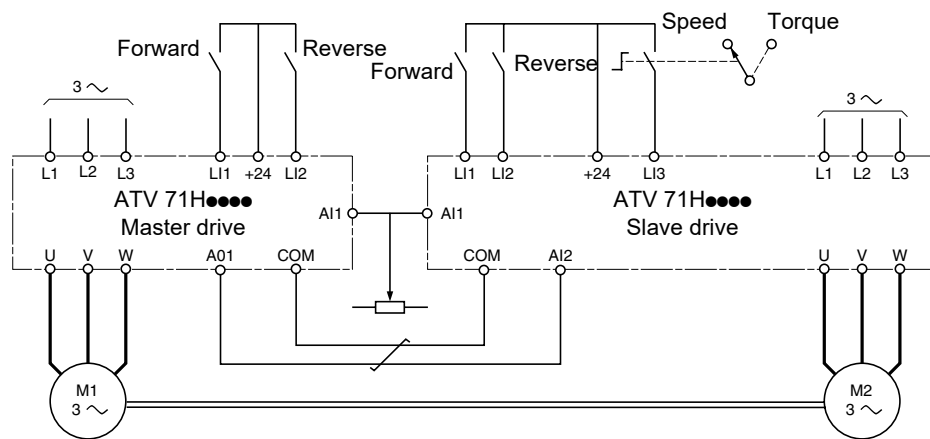 Speed Torque
Forward Reverse
Forward Reverse
3 ∼ 3 ∼
L1 L2 L3 LI1 +24 LI2 LI1 LI2 +24 LI3 L1 L2 L3
ATV 71H●●●● ATV 71H●●●●
AI1 AI1
Master drive Slave drive
U V W A01 COM COM AI2 U V W
M1 M2
3 ∼ 3 ∼